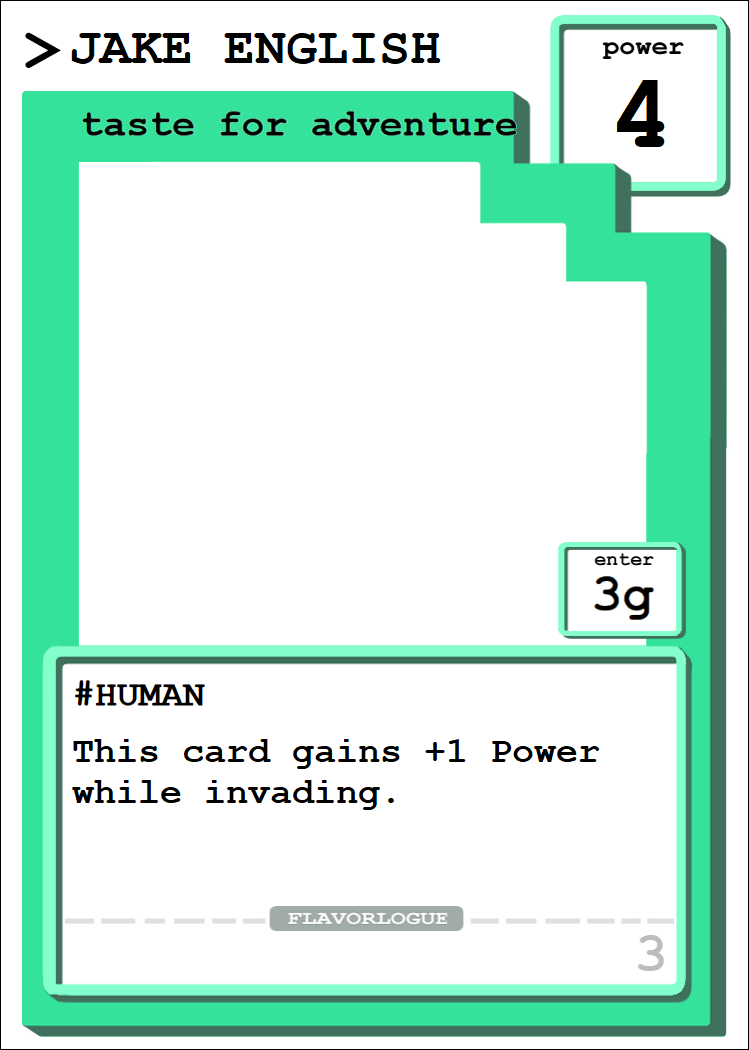 >JAKE ENGLISH
power
4
taste for adventure
enter
3g
#HUMAN
This card gains +1 Power
while invading.
FLAVORLOGUE
3